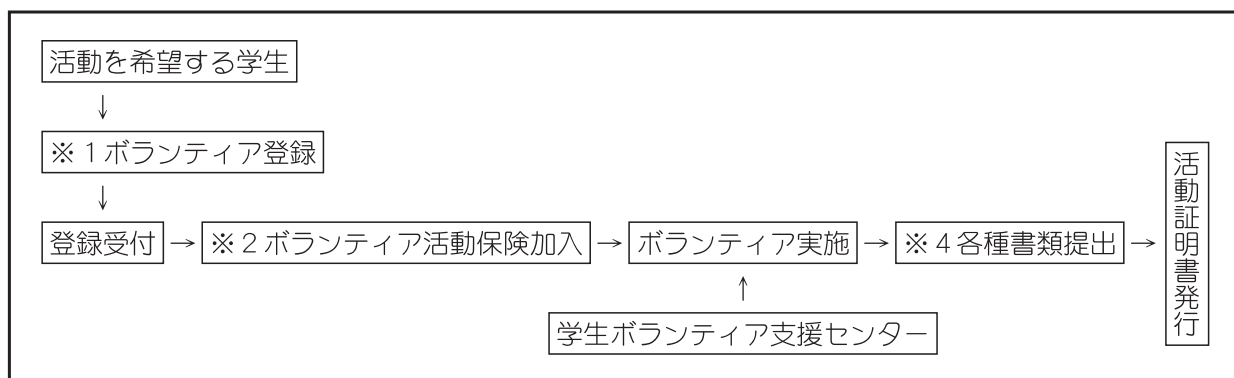 活動を希望する学生
↓
※1ボランティア登録
↓
登録受付→※2ボランティア活動保険加入→ボランティア実施→※4各種書類提出→
活動証明書発行
↑
学生ボランティア支援センター